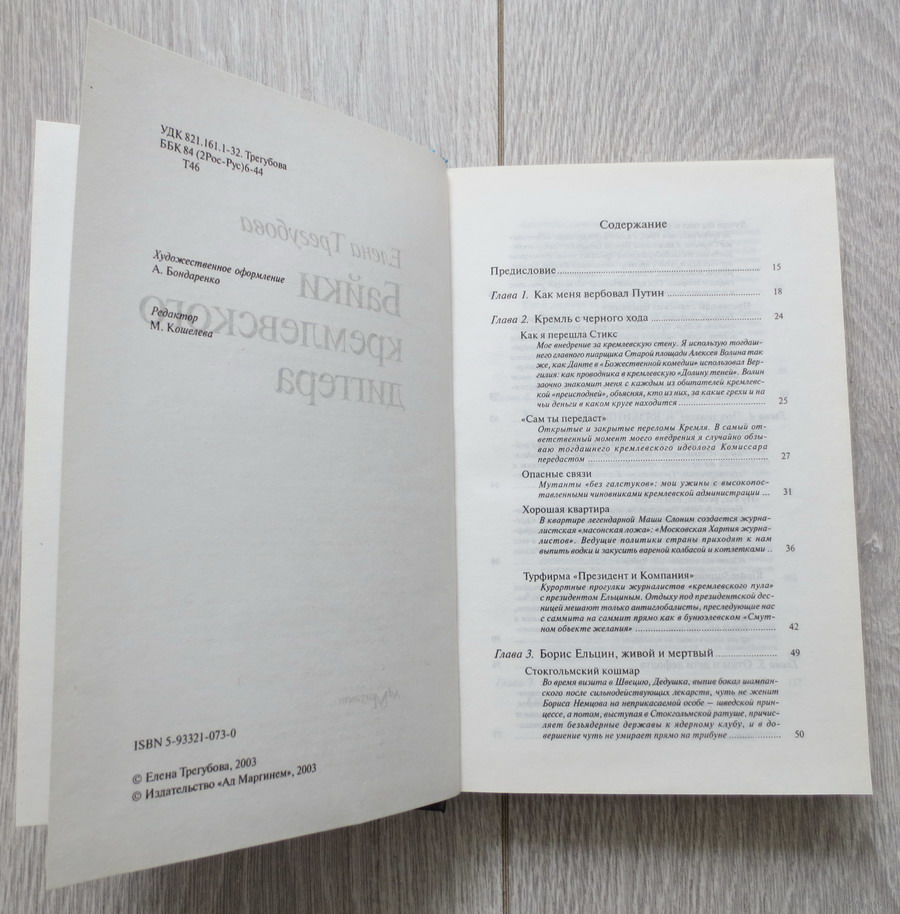 УДК 821.161.1-32. Трегубова
ББК 84 (2Рос-Рус)6-44
Т46
Елена Трегубова
Байки
кремлевского
диггера
Художественное оформление
А. Бондаренко
Редактор
М. Кошелева
ISBN 5-93321-073-0
© Елена Трегубова, 2003
© Издательство «Ад Маргинем», 2003
Содержание
Предисловие 15
Глава 1. Как меня вербовал Путин 18
Глава 2. Кремль с черного хода 24
Как я перешла Стикс
Мое внедрение за кремлевскую стену. Я использую тогдаш-
него главного пиарщика Старой площади Алексея Волина так
же, как Данте в «Божественной комедии» использовал Вер-
гилия: как проводника в кремлевскую «Долину теней». Волин
заочно знакомит меня с каждым из обитателей кремлевс-
кой «преисподней», объясняя, кто из них, за какие грехи и на
чьи деньги в каком круге находится 25
«Сам ты передаст»
Открытые и закрытые переломы Кремля. В самый от-
ветственный момент моего внедрения я случайно обзы-
ваю тогдашнего кремлевского идеолога Комиссара
передастом 27
Опасные связи
Мутанты «без галстуков»: мои ужины с высокопос-
тавленными чиновниками кремлевской администрации ... 31
Хорошая квартира
В квартире легендарной Маши Слоним создается журна-
листская «масонская ложа»: «Московская Хартия журна-
листов». Ведущие политики страны приходят к нам
выпить водки и закусить вареной колбасой и котлетками .. 36
Турфирма «Президент и Компания»
Курортные прогулки журналистов «кремлевского пула»
с президентом Ельциным. Отдыху под президентской дес-
ницей мешают только антиглобалисты, преследующие нас
с саммита на саммит прямо как в бунюэлевском «Смут-
ном объекте желания» 42
Глава 3. Борис Ельцин, живой и мертвый 49
Стокгольмский кошмар
Во время визита в Швецию, Дедушка, выпив бокал шампан-
ского после сильнодействующих лекарств, чуть не женит
Бориса Немцова на неприкасаемой особе — шведской прин-
цессе, а потом, выступая в Стокгольмской ратуше, причис-
ляет безъядерные державы к ядерному клубу, и в до-
вершение чуть не умирает прямо на трибуне 50